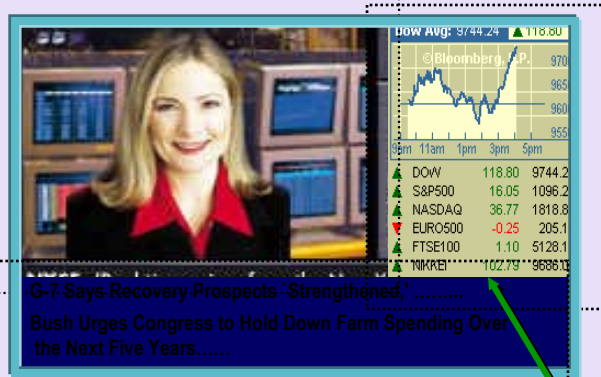 Dow Avg: 9744.24 ▲118.80
©Bloomberg, L.P.
970
965
960
955
9am 11am 1pm 3pm 5pm
▲ DOW 118.80 9744.2
▲ S&P500 16.05 1096.2
▲ NASDAQ 36.77 1818.8
▼ EURO500 -0.25 205.1
▲ FTSE100 1.10 5128.1
▲ NIKKEI 102.79 9686.0
G-7 Says Recovery Prospects 'Strengthened,' .........
Bush Urges Congress to Hold Down Farm Spending Over
the Next Five Years......